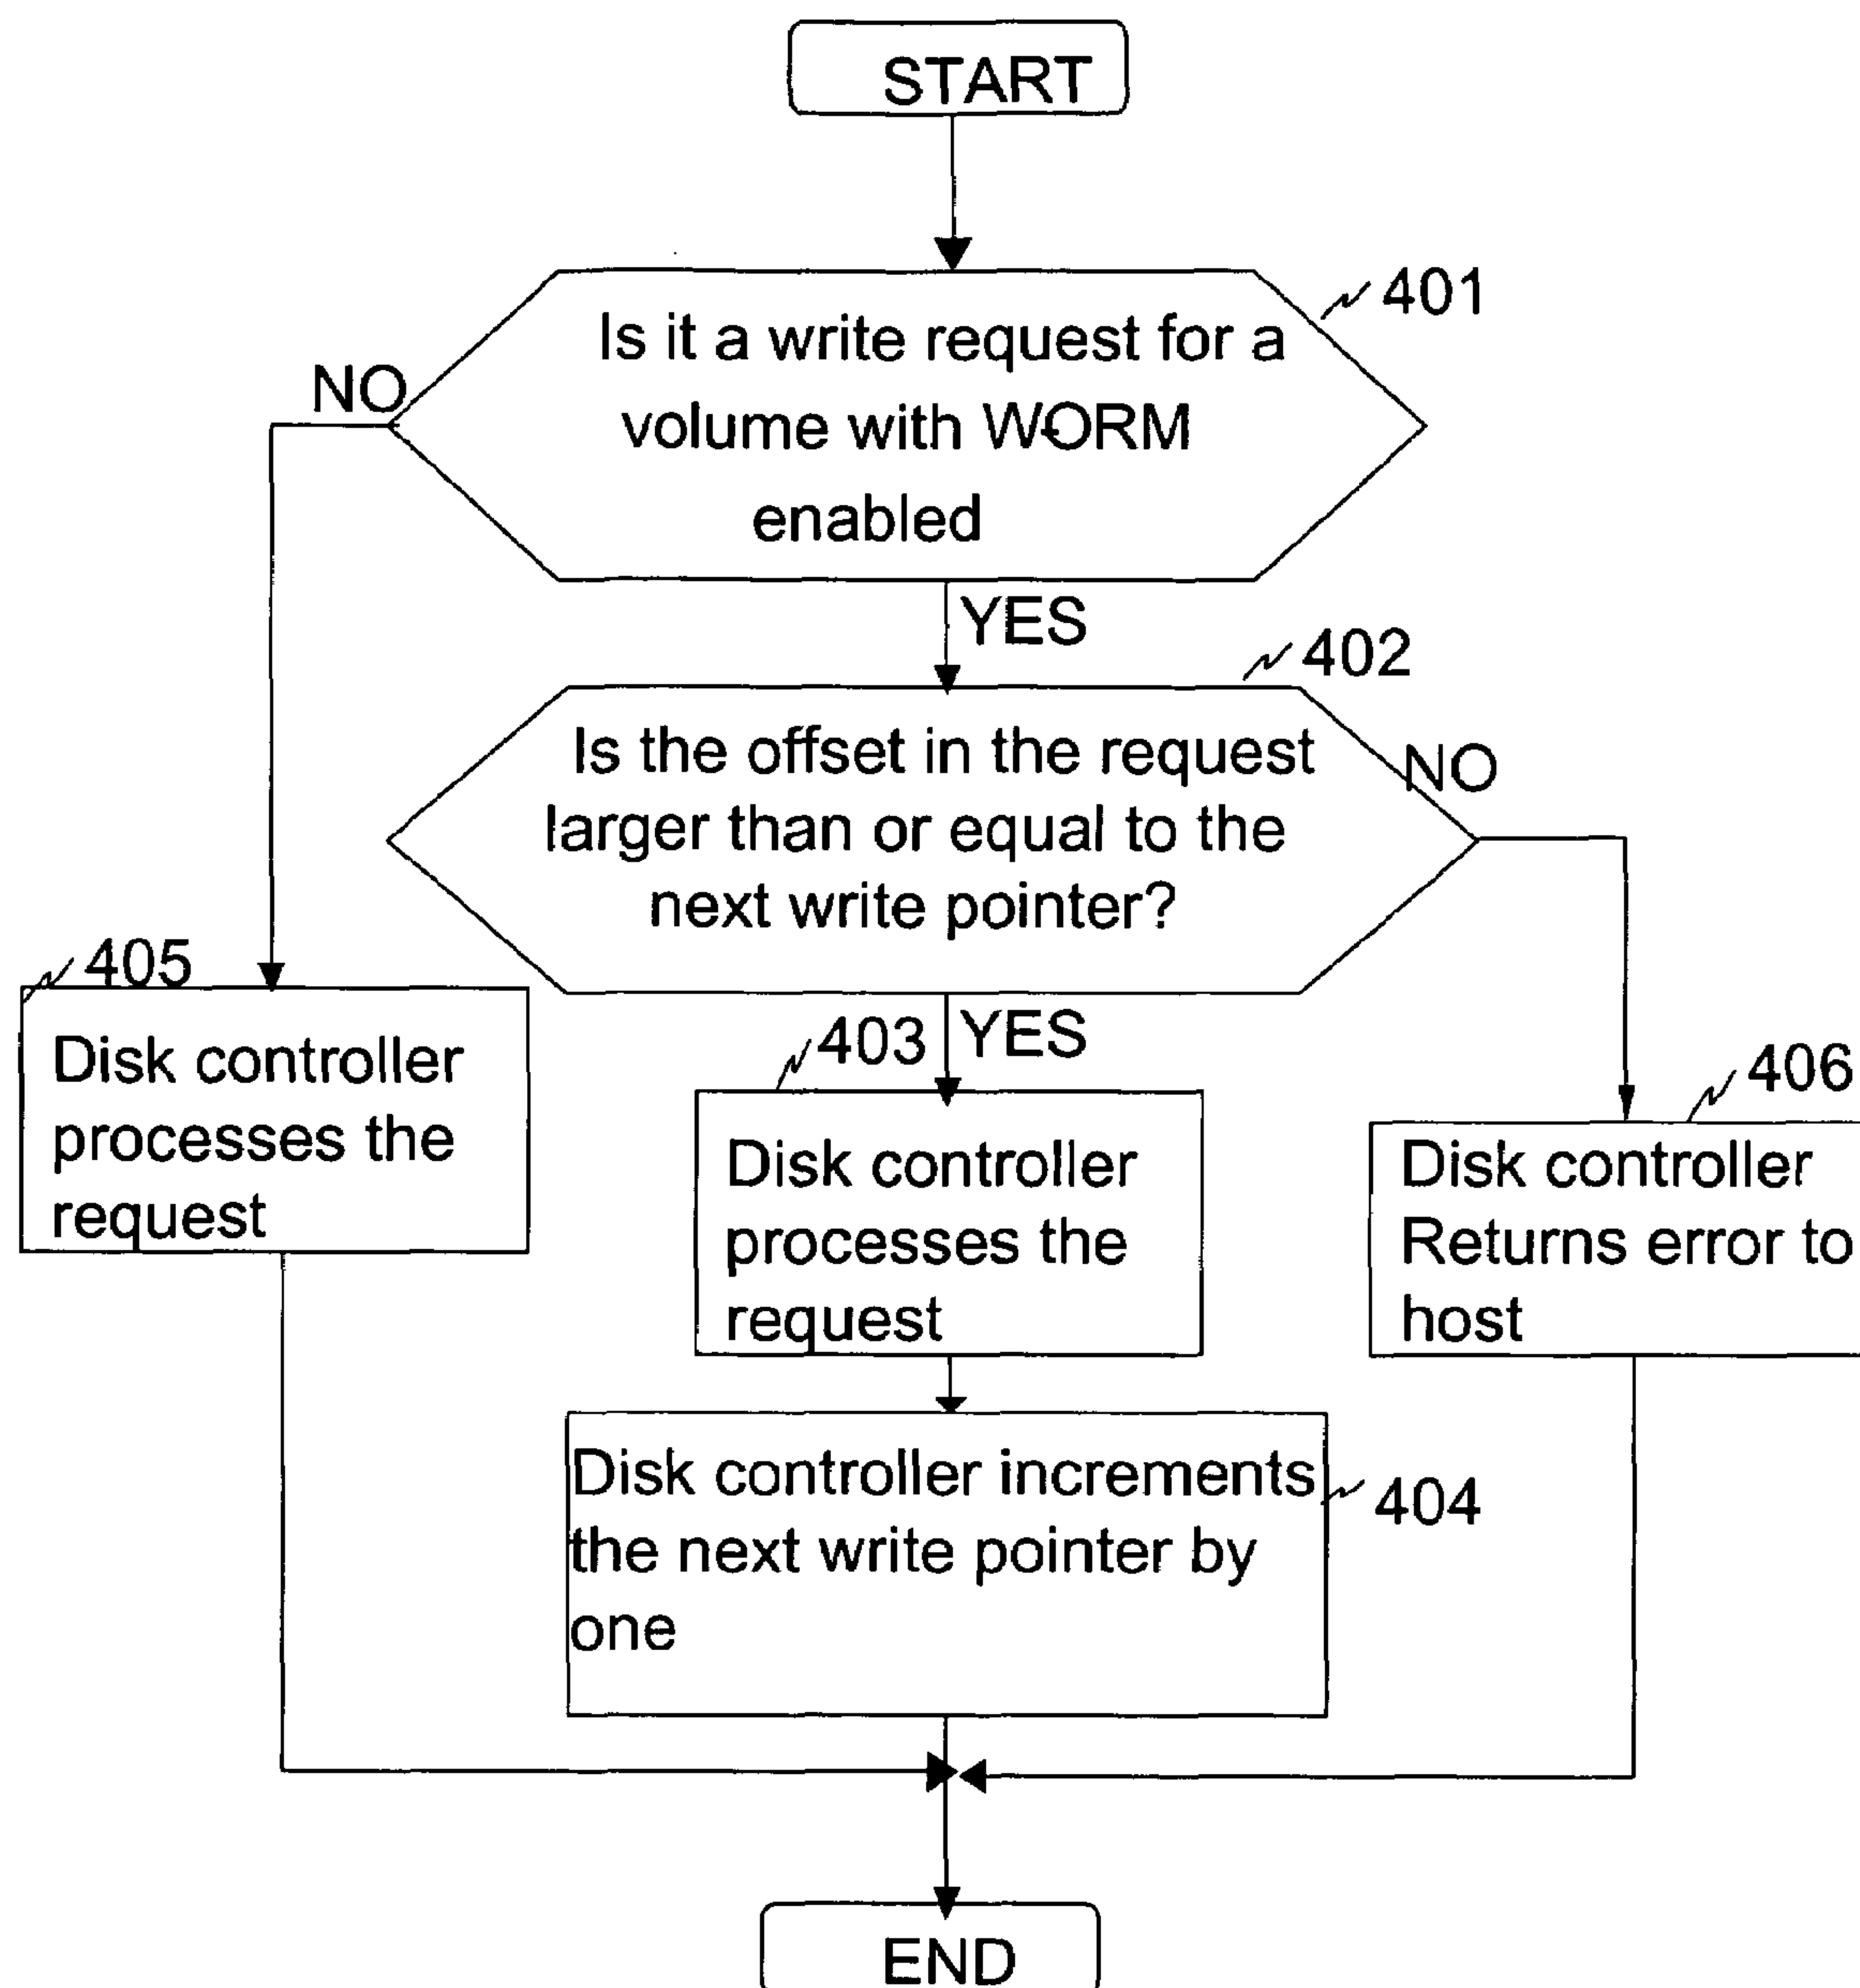 START
401
Is it a write request for a
volume with WORM
enabled
NO
YES
402
Is the offset in the request
larger than or equal to the
next write pointer?
NO
405
Disk controller
processes the
request
YES
403
Disk controller
processes the
request
406
Disk controller
Returns error to
host
Disk controller increments
the next write pointer by
one
404
END